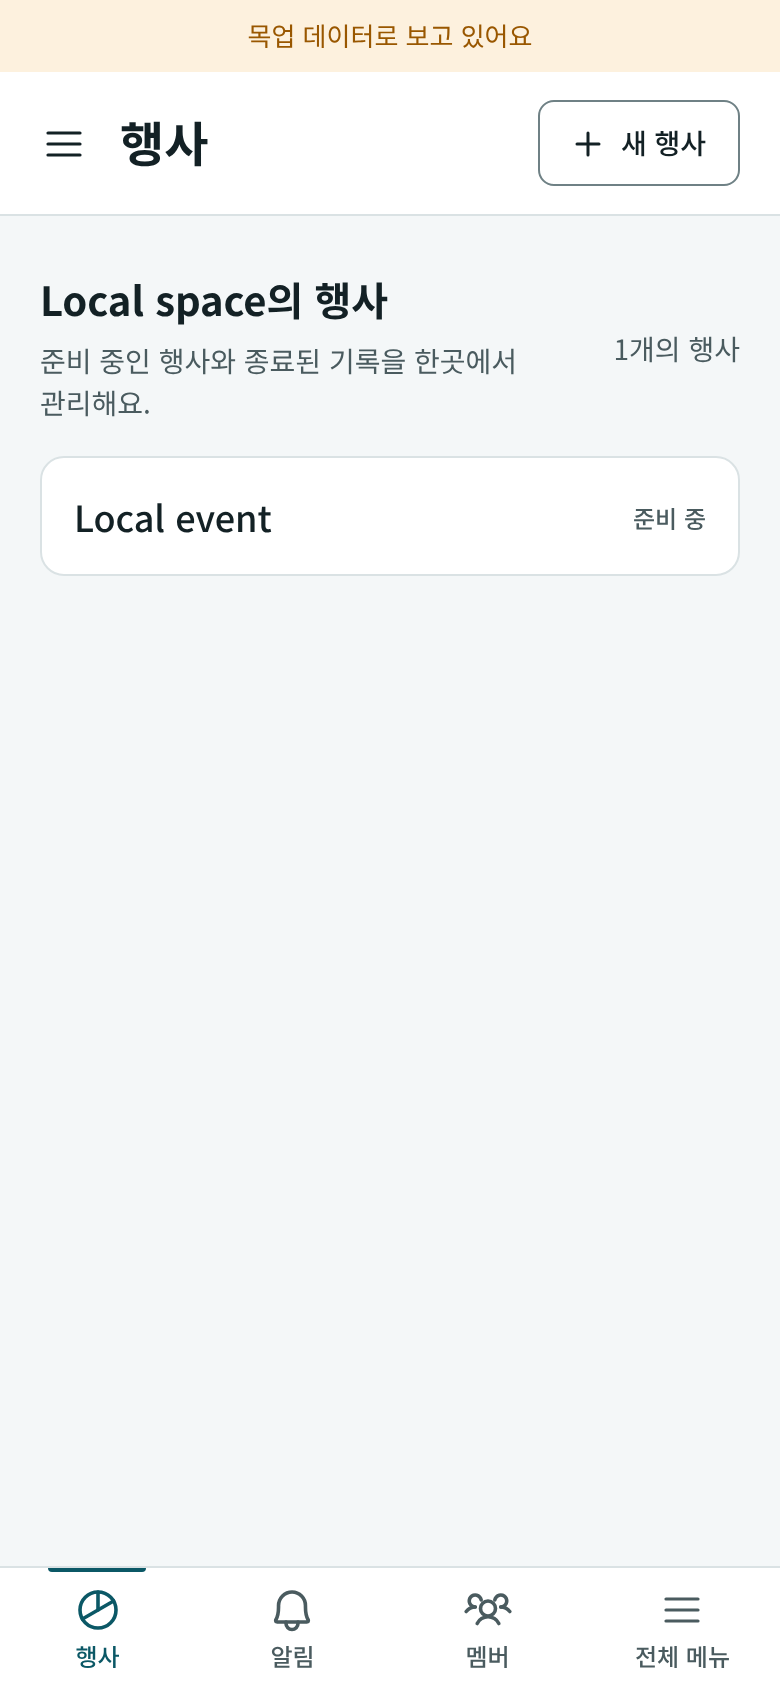 목업 데이터로 보고 있어요
행사
새 행사
Local space의 행사
준비 중인 행사와 종료된 기록을 한곳에서
관리해요.
1개의 행사
Local event
준비 중
행사
알림
멤버
전체 메뉴